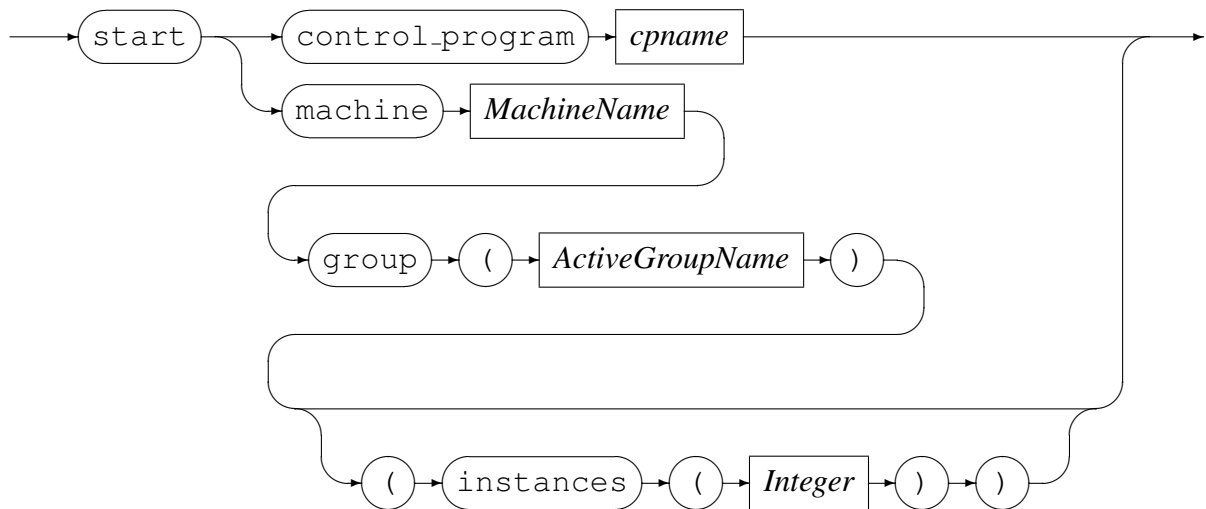 start control_program cpname
machine MachineName
group ( ActiveGroupName )
( instances ( Integer ) )